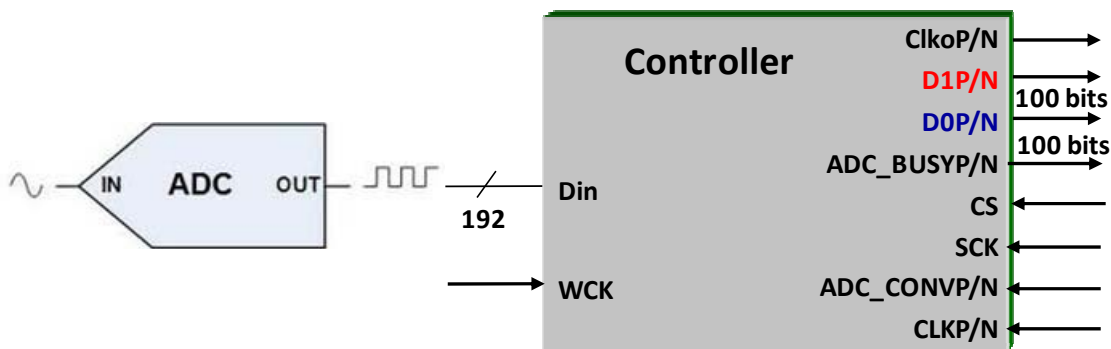 IN ADC OUT
192
Controller
Din
WCK
ClkoP/N
D1P/N
100 bits
D0P/N
100 bits
ADC_BUSYP/N
CS
SCK
ADC_CONVP/N
CLKP/N